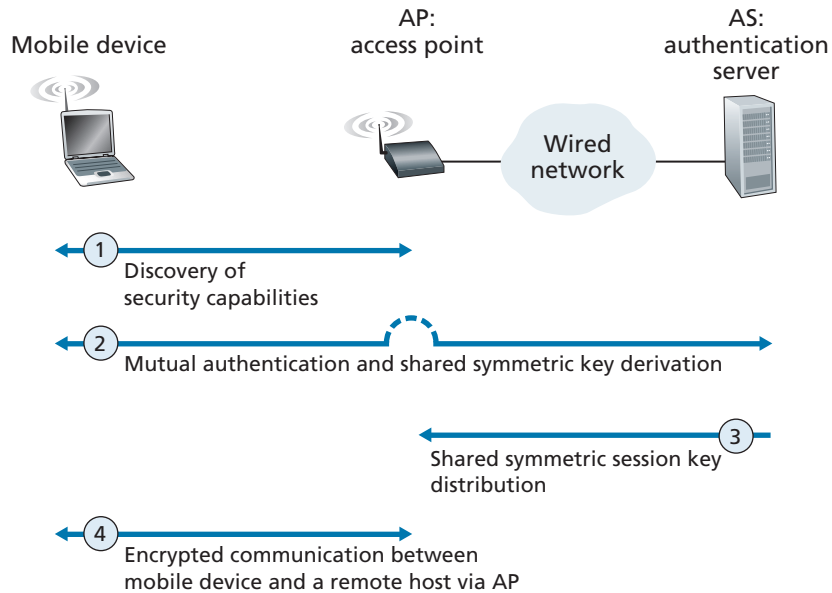 Mobile device
AP:
access point
AS:
authentication
server
Wired
network
1
Discovery of
security capabilities
2
Mutual authentication and shared symmetric key derivation
3
Shared symmetric session key
distribution
4
Encrypted communication between
mobile device and a remote host via AP